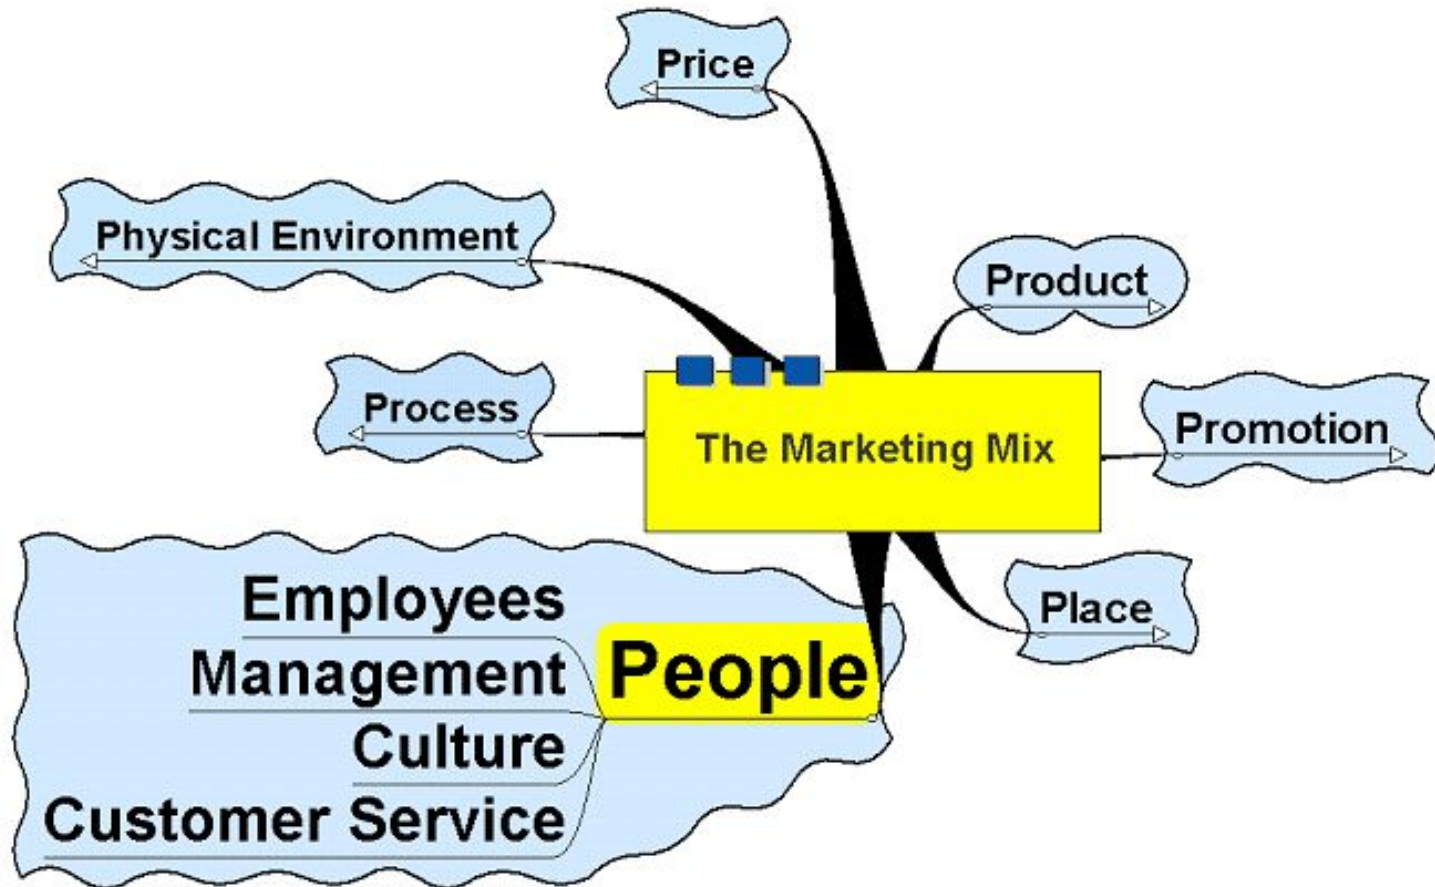 Price
Physical Environment
Product
Process
The Marketing Mix
Promotion
Place
People
Employees
Management
Culture
Customer Service